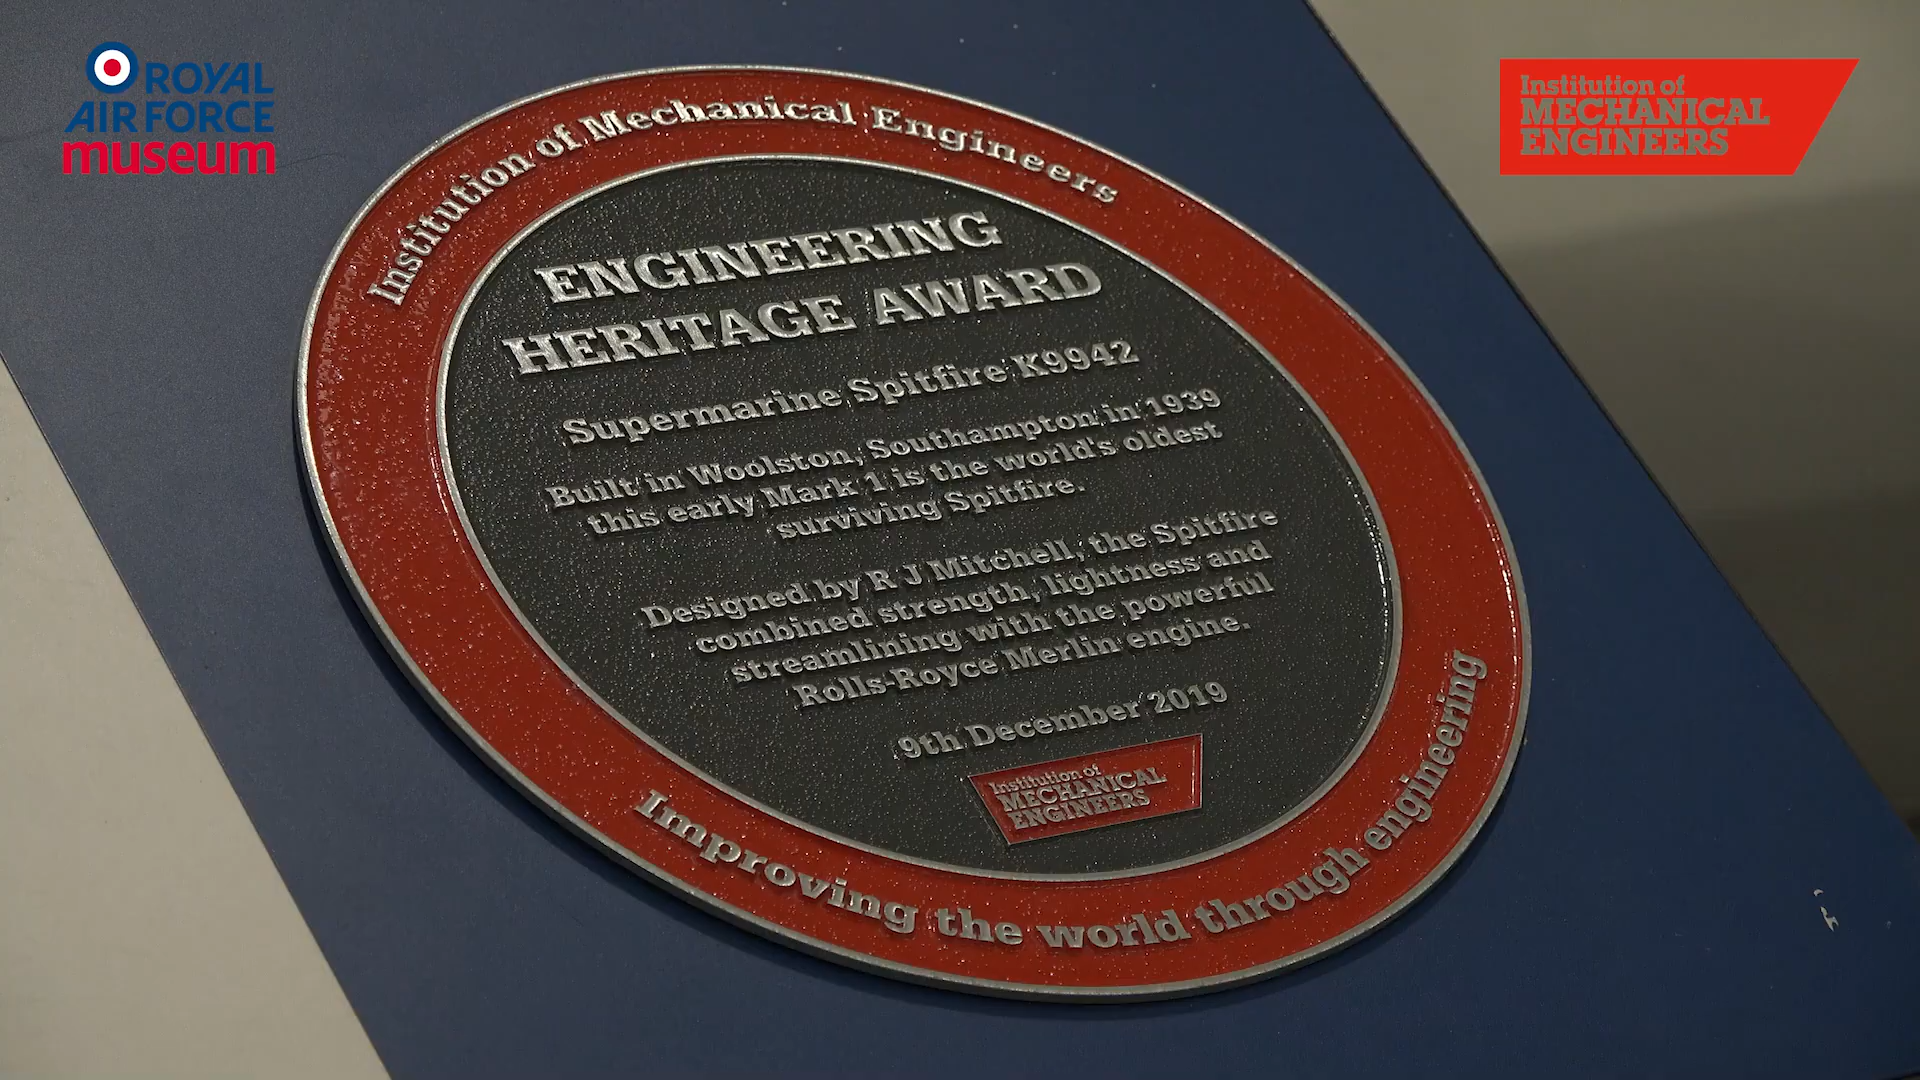 ROYAL
AIR FORCE
museum
Institution of
MECHANICAL
ENGINEERS
Institution of Mechanical Engineers
ENGINEERING
HERITAGE AWARD
Supermarine Spitfire K9942
Built in Woolston, Southampton in 1939
this early Mark 1 is the world's oldest
surviving Spitfire.
Designed by R J Mitchell, the Spitfire
combined strength, lightness and
streamlining with the powerful
Rolls-Royce Merlin engine.
9th December 2019
Institution of
MECHANICAL
ENGINEERS
Improving the world through engineering